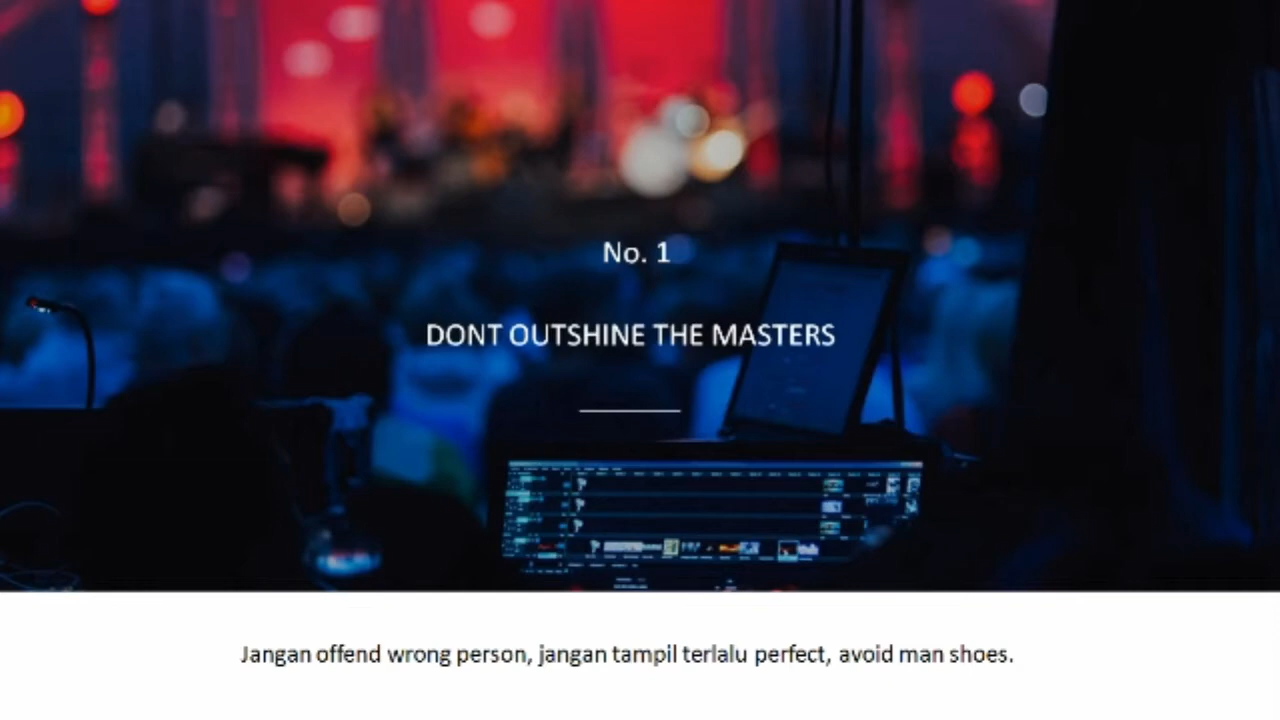 No. 1
DONT OUTSHINE THE MASTERS
Jangan offend wrong person, jangan tampil terlalu perfect, avoid man shoes.